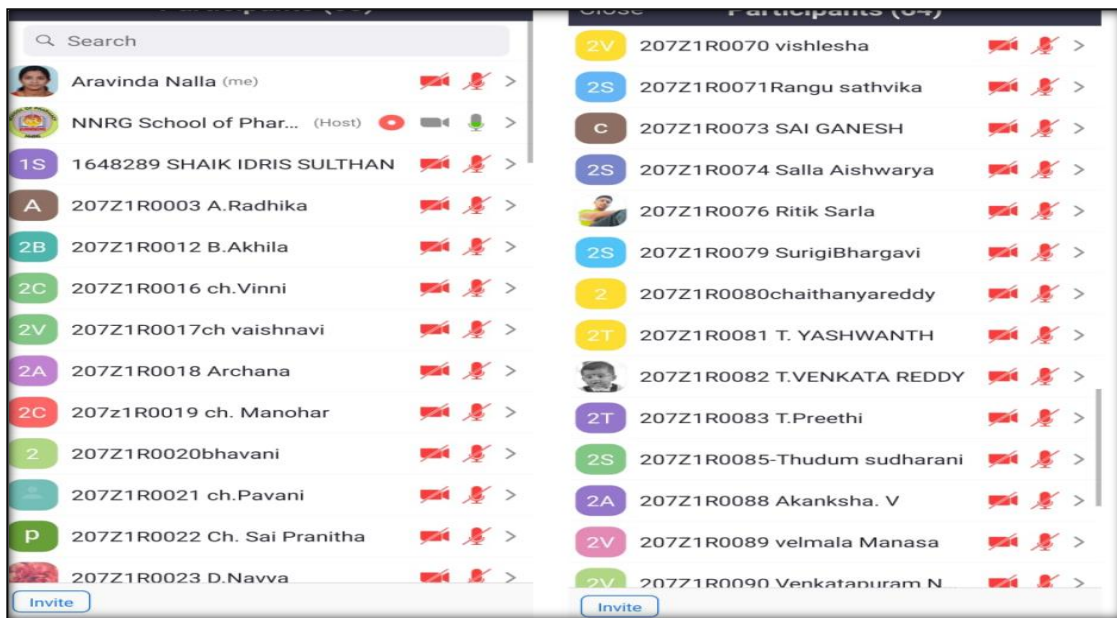 Search
Aravinda Nalla (me)
NNRG School of Phar... (Host)
1S 1648289 SHAIK IDRIS SULTHAN
A 207Z1R0003 A.Radhika
2B 207Z1R0012 B.Akhila
2C 207Z1R0016 ch.Vinni
2V 207Z1R0017ch vaishnavi
2A 207Z1R0018 Archana
2C 207z1R0019 ch. Manohar
2 207Z1R0020bhavani
207Z1R0021 ch.Pavani
p 207Z1R0022 Ch. Sai Pranitha
207Z1R0023 D.Navya
Invite
Close Participants (84)
2V 207Z1R0070 vishlesha
2S 207Z1R0071Rangu sathvika
C 207Z1R0073 SAI GANESH
2S 207Z1R0074 Salla Aishwarya
207Z1R0076 Ritik Sarla
2S 207Z1R0079 SurigiBhargavi
2 207Z1R0080chaithanyareddy
2T 207Z1R0081 T. YASHWANTH
207Z1R0082 T.VENKATA REDDY
2T 207Z1R0083 T.Preethi
2S 207Z1R0085-Thudum sudharani
2A 207Z1R0088 Akanksha. V
2V 207Z1R0089 velmala Manasa
2V 207Z1R0090 Venkatapuram N...
Invite